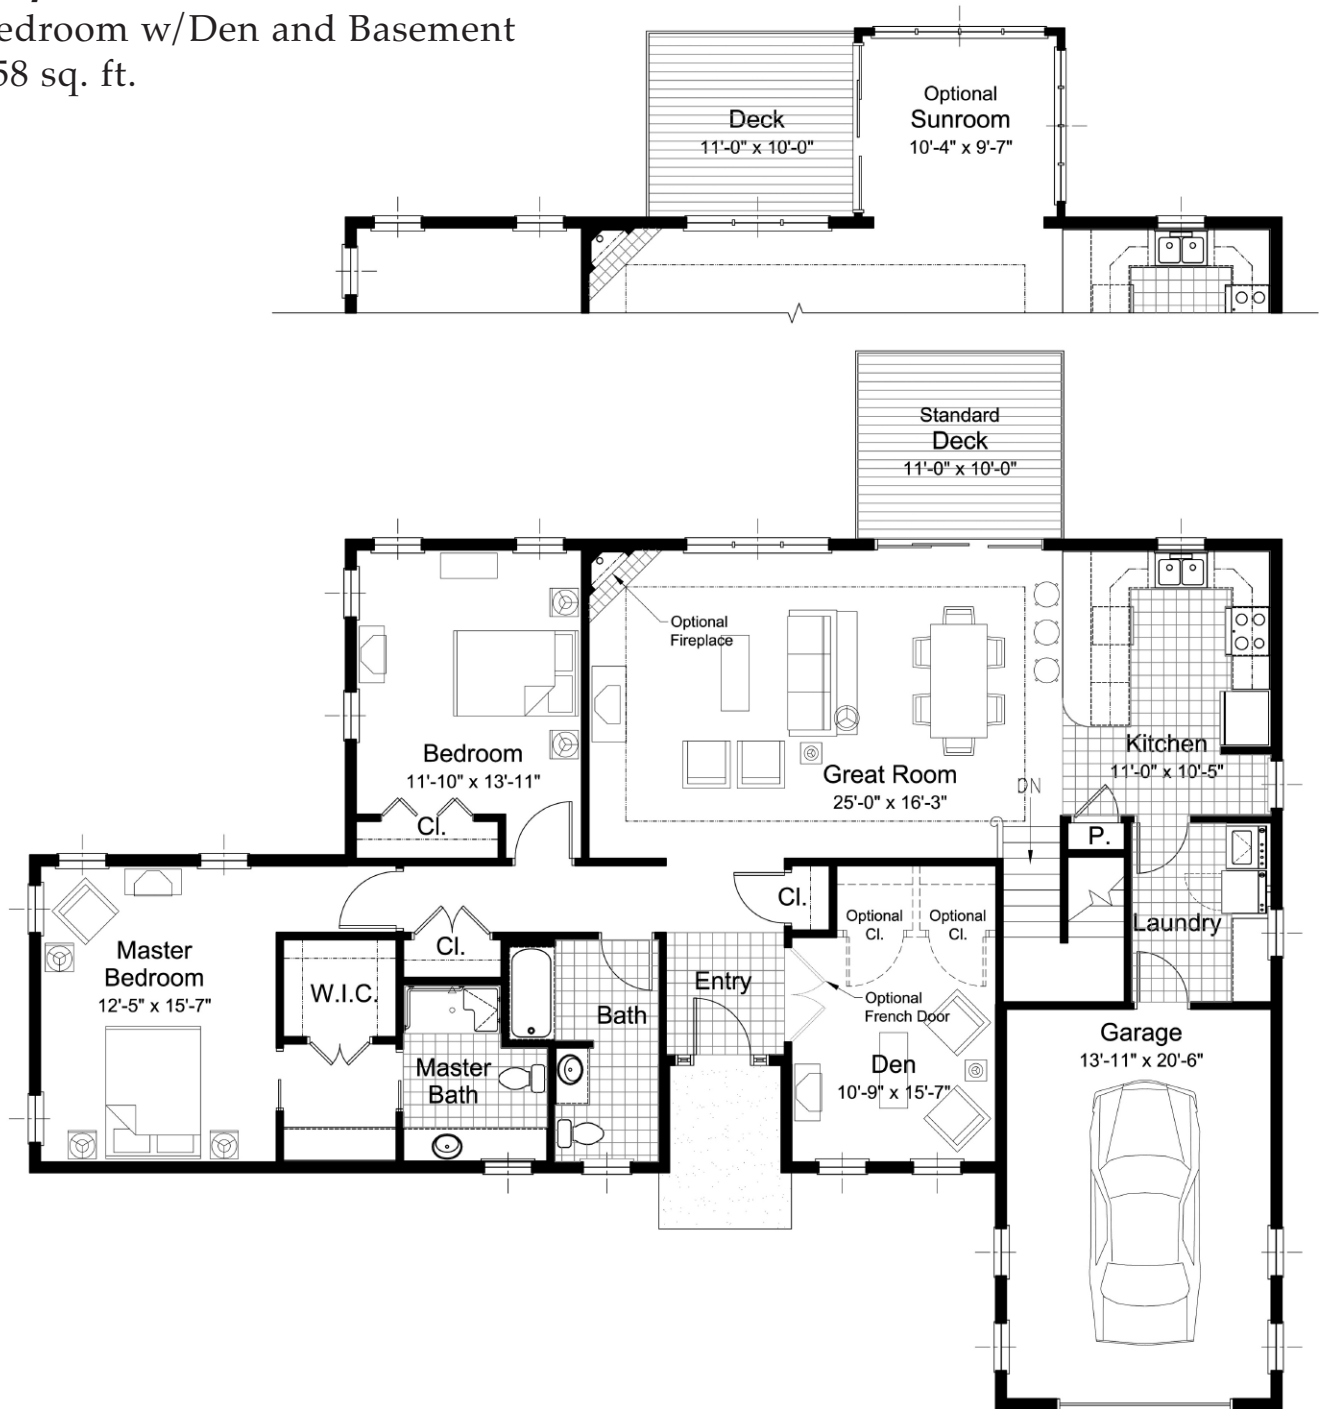 edroom w/Den and Basement
58 sq. ft.
Deck
11'-0" x 10'-0"
Optional
Sunroom
10'-4" x 9'-7"
Standard
Deck
11'-0" x 10'-0"
Optional
Fireplace
Bedroom
11'-10" x 13'-11"
Cl.
Great Room
25'-0" x 16'-3"
DN
Kitchen
11'-0" x 10'-5"
P.
Laundry
Master
Bedroom
12'-5" x 15'-7"
W.I.C.
Cl.
Master
Bath
Bath
Entry
Cl.
Optional
Cl.
Optional
Cl.
Optional
French Door
Den
10'-9" x 15'-7"
Garage
13'-11" x 20'-6"